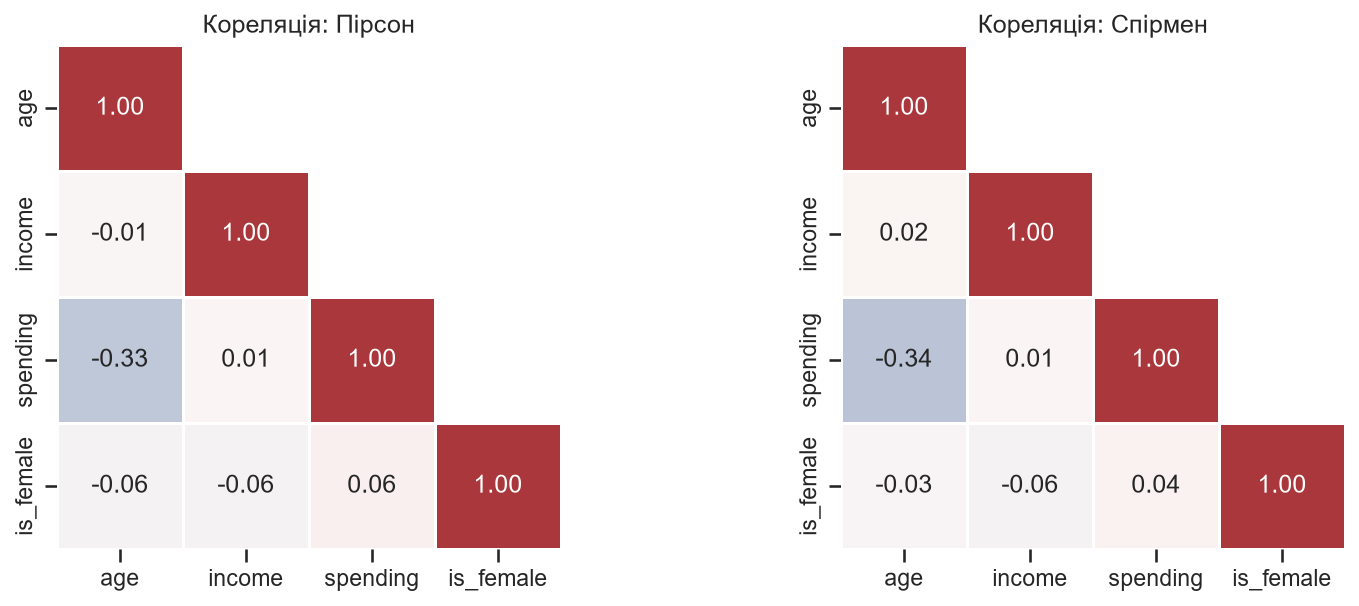 Кореляція: Пірсон
age
1.00
income
-0.01
1.00
spending
-0.33
0.01
1.00
is_female
-0.06
-0.06
0.06
1.00
age
income
spending
is_female
Кореляція: Спірмен
age
1.00
income
0.02
1.00
spending
-0.34
0.01
1.00
is_female
-0.03
-0.06
0.04
1.00
age
income
spending
is_female